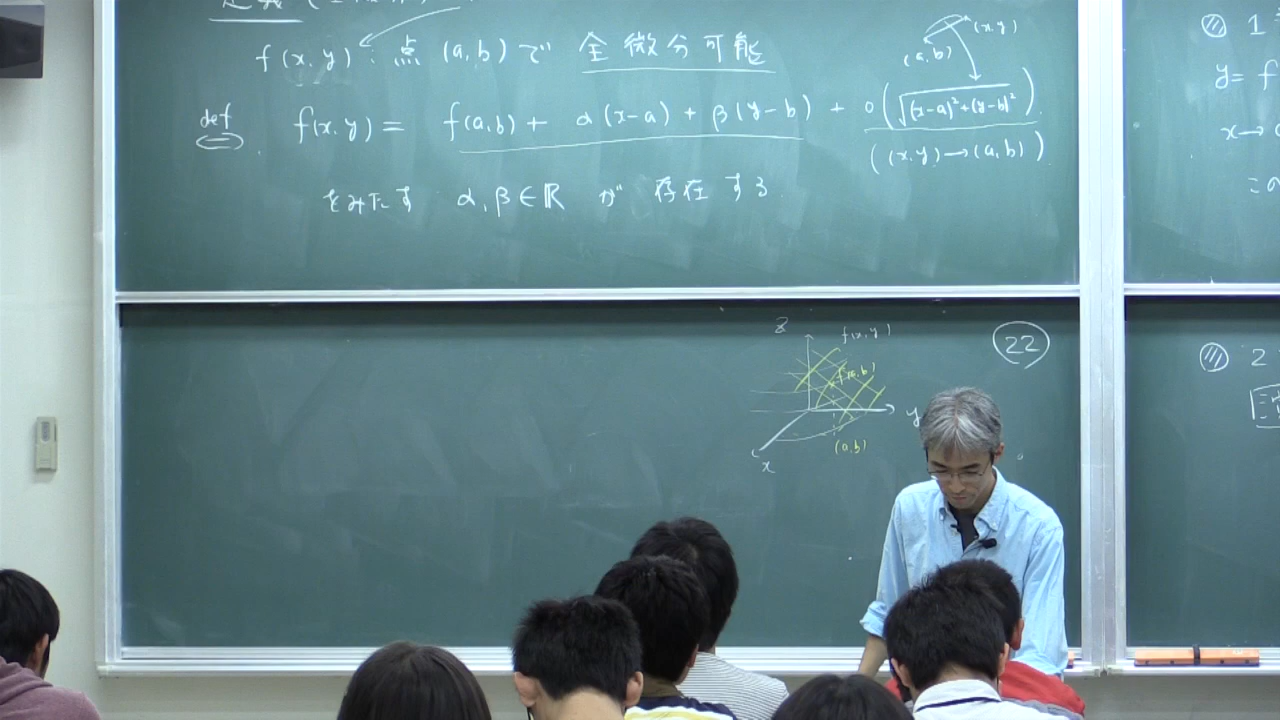 f(x,y) : 点 (a,b) で 全微分可能
(x,y)
(a,b)
def
⟺ f(x,y) = f(a,b) + α(x-a) + β(y-b) + o(√(x-a)²+(y-b)²)
((x,y)→(a,b))
をみたす α,β∈ℝ が 存在する
z
f(x,y)
f(a,b)
y
(a,b)
x
22
1
y= f
x→
この
2